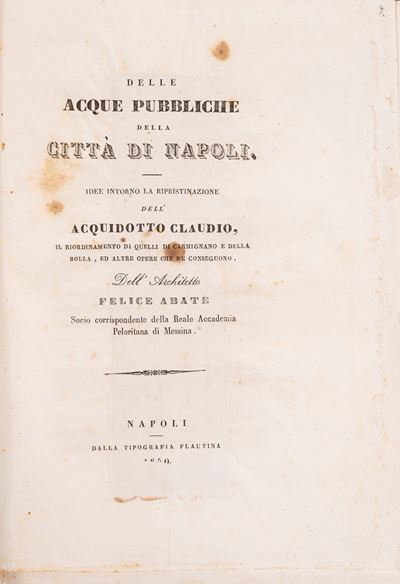 DELLE
ACQUE PUBBLICHE
DELLA
CITTÀ DI NAPOLI.
IDEE INTORNO LA RIPRISTINAZIONE
DELL'
ACQUIDOTTO CLAUDIO,
IL RIORDINAMENTO DI QUELLI DI CARMIGNANO E DELLA
BOLLA, ED ALTRE OPERE CHE NE CONSEGUONO.
Dell' Architetto
FELICE ABATE
Socio corrispondente della Reale Accademia
Peloritana di Messina.
NAPOLI
DALLA TIPOGRAFIA FLAUTINA